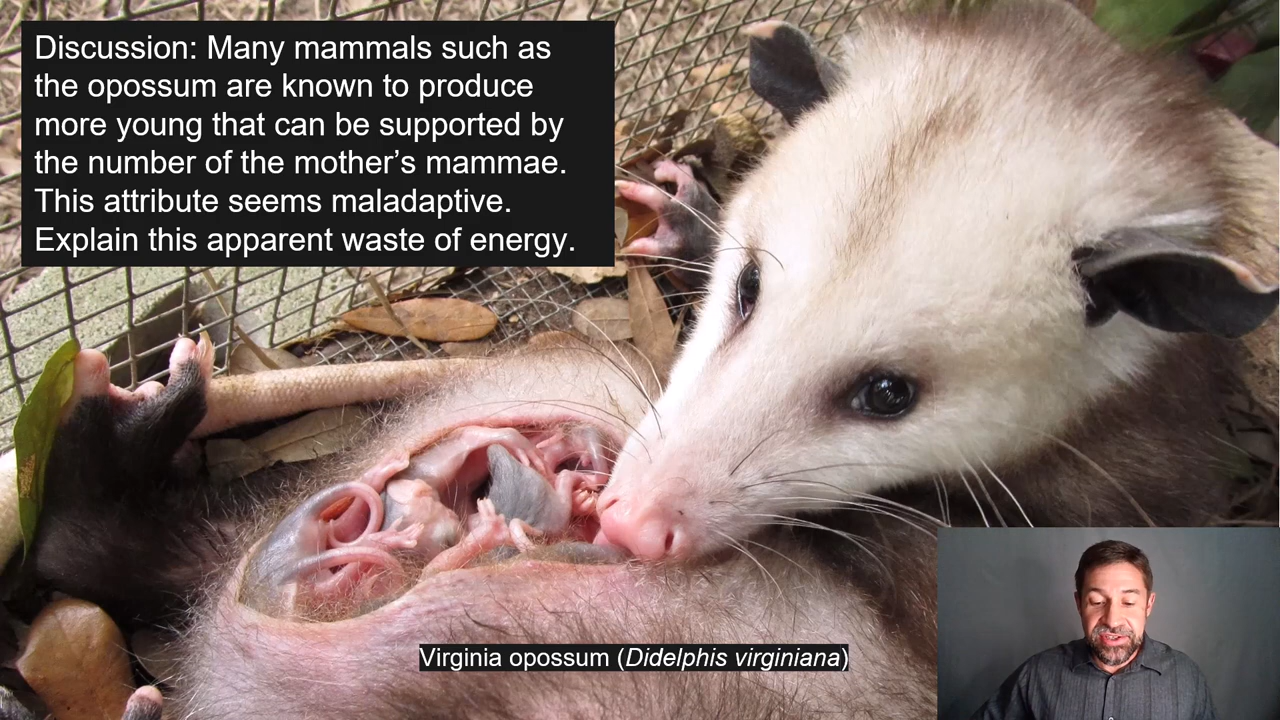 Discussion: Many mammals such as
the opossum are known to produce
more young that can be supported by
the number of the mother’s mammae.
This attribute seems maladaptive.
Explain this apparent waste of energy.
Virginia opossum (Didelphis virginiana)